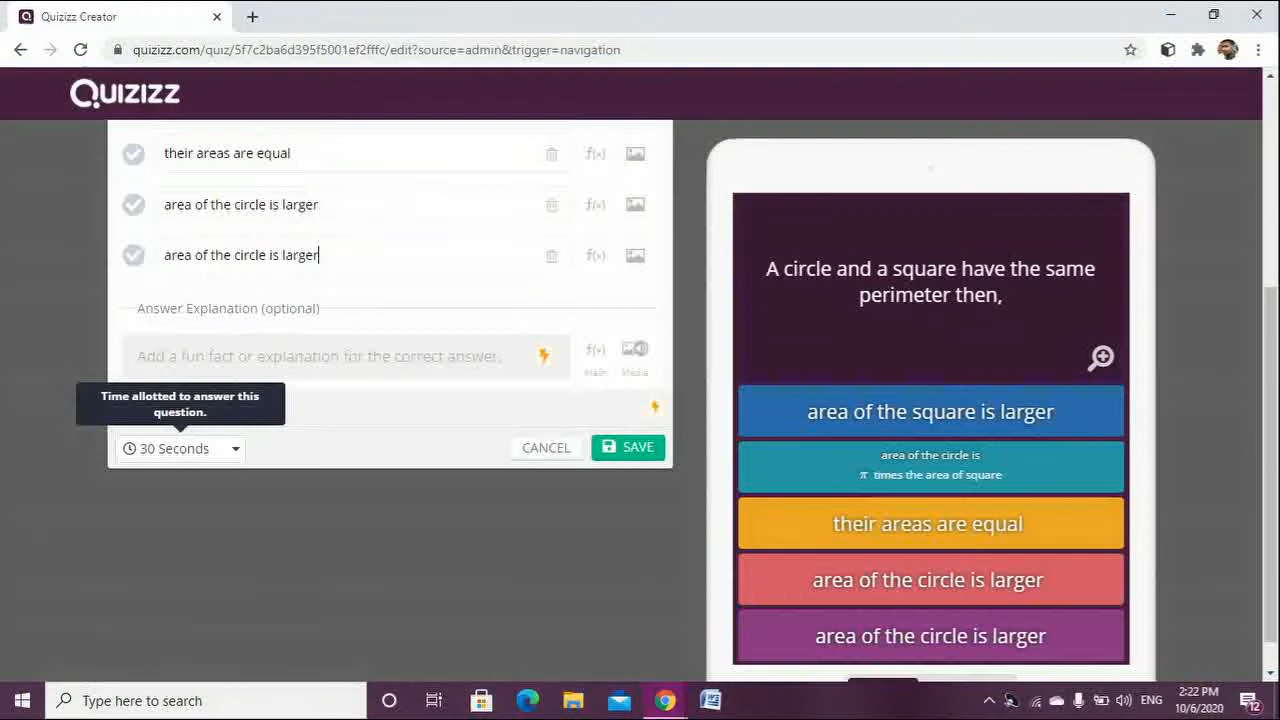 Quizizz Creator
quizizz.com/quiz/5f7c2ba6d395f5001ef2fffc/edit?source=admin&trigger=navigation
QUIZIZZ
their areas are equal
f(x)
area of the circle is larger
f(x)
area of the circle is larger
f(x)
Answer Explanation (optional)
Add a fun fact or explanation for the correct answer.
f(x)
Math
Media
Time allotted to answer this
question.
30 Seconds
CANCEL
SAVE
A circle and a square have the same
perimeter then,
area of the square is larger
area of the circle is
π times the area of square
their areas are equal
area of the circle is larger
area of the circle is larger
Type here to search
ENG
2:22 PM
10/6/2020
12